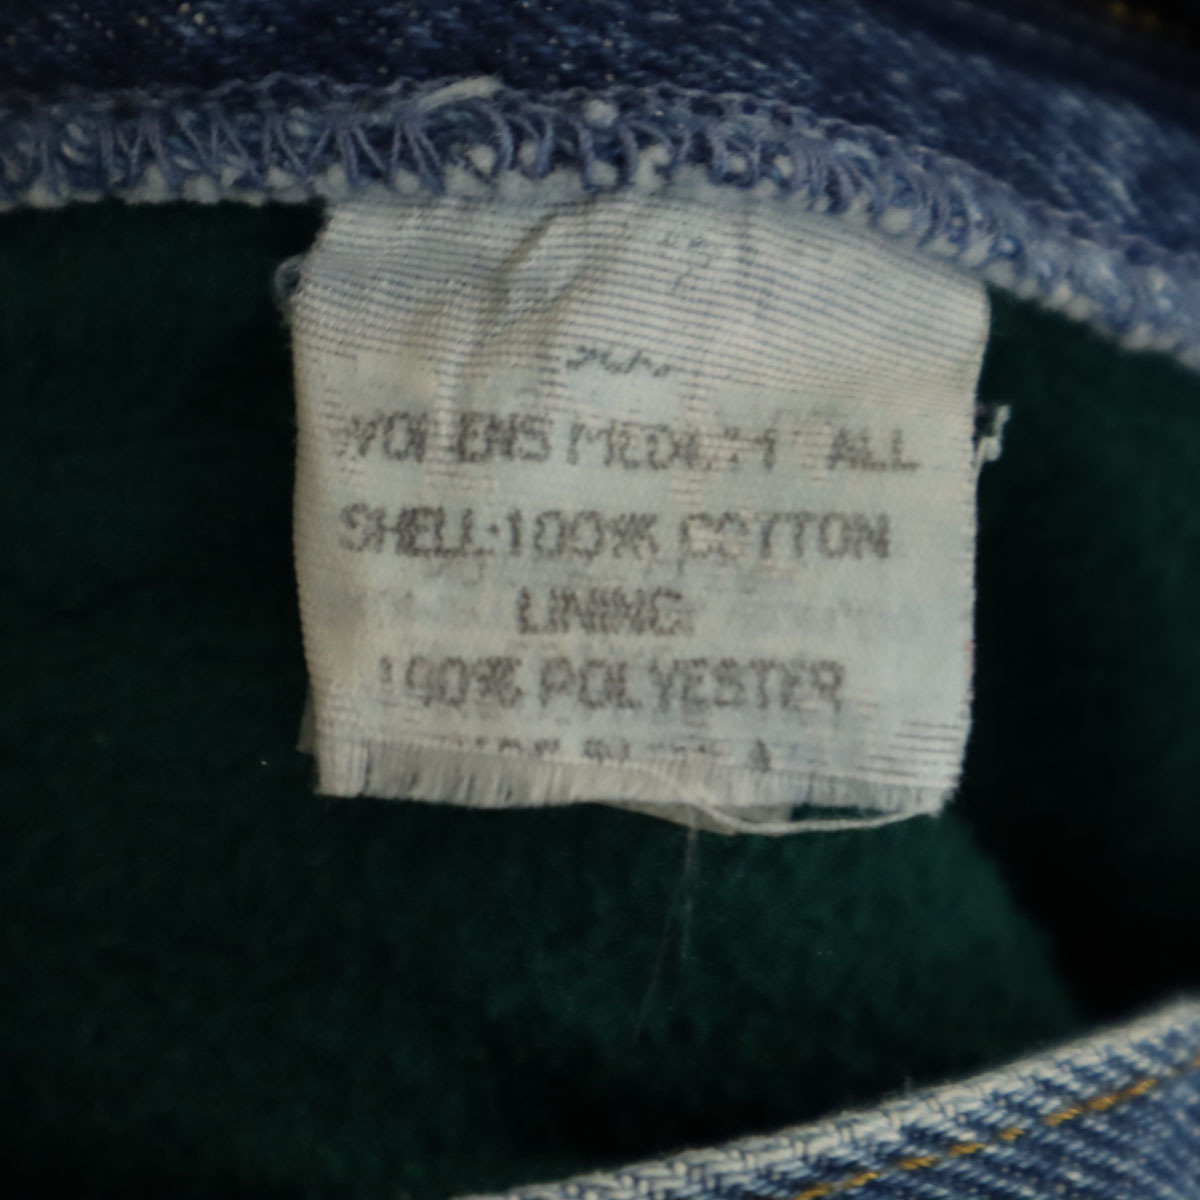 WOMENS MEDIUM TALL
SHELL:100% COTTON
LINING:
100% POLYESTER